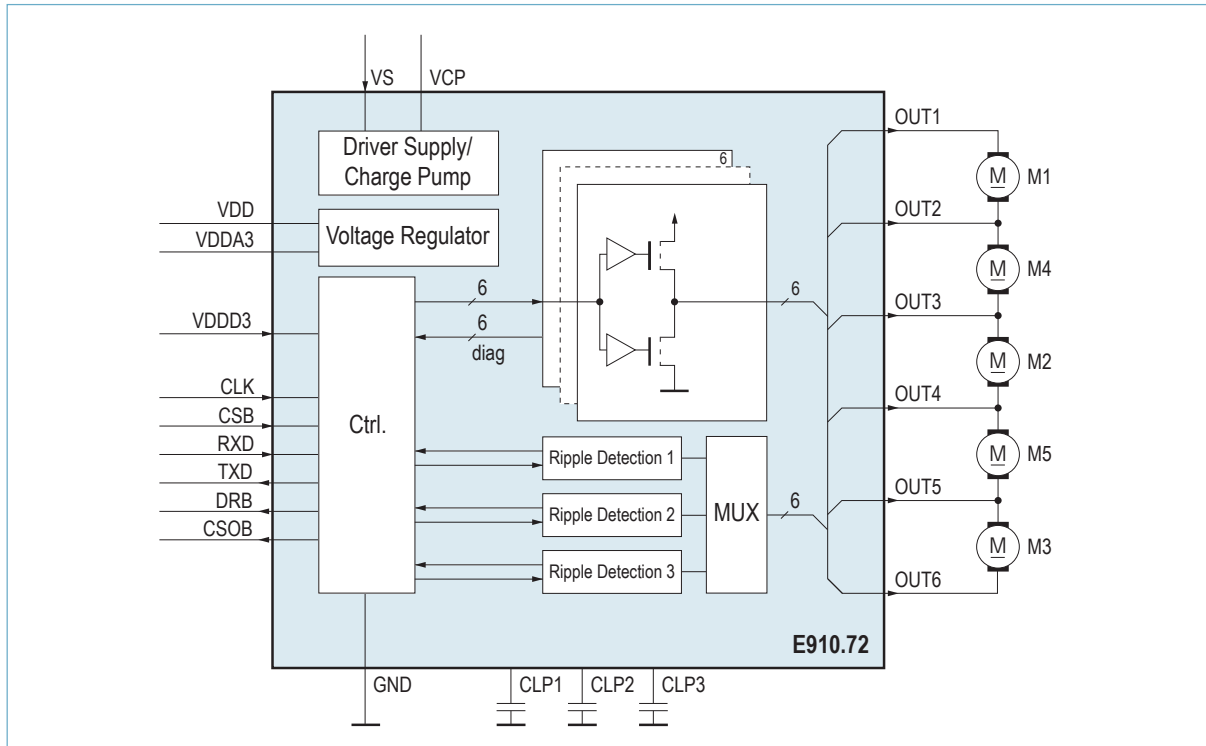 VS
VCP
Driver Supply/
Charge Pump
VDD
Voltage Regulator
VDDA3
VDDD3
CLK
CSB
RXD
TXD
DRB
CSOB
Ctrl.
6
6
diag
6
6
Ripple Detection 1
Ripple Detection 2
Ripple Detection 3
MUX
6
OUT1
M
M1
OUT2
M
M4
OUT3
M
M2
OUT4
M
M5
OUT5
M
M3
OUT6
E910.72
GND
CLP1
CLP2
CLP3